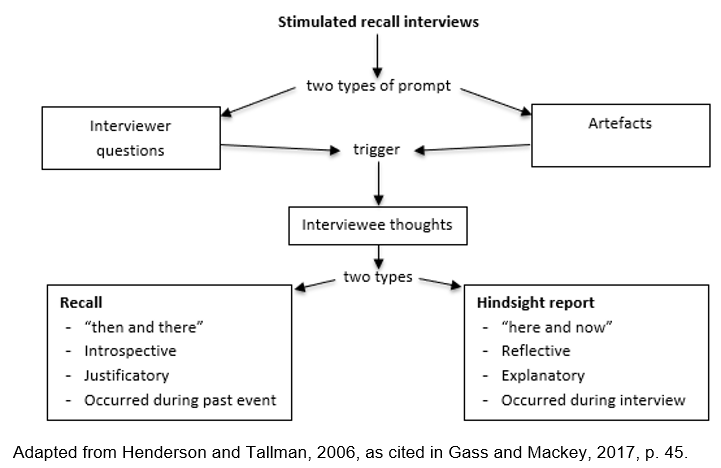 Stimulated recall interviews
two types of prompt
Interviewer
questions
Artefacts
trigger
Interviewee thoughts
two types
Recall
- “then and there”
- Introspective
- Justificatory
- Occurred during past event
Hindsight report
- “here and now”
- Reflective
- Explanatory
- Occurred during interview
Adapted from Henderson and Tallman, 2006, as cited in Gass and Mackey, 2017, p. 45.